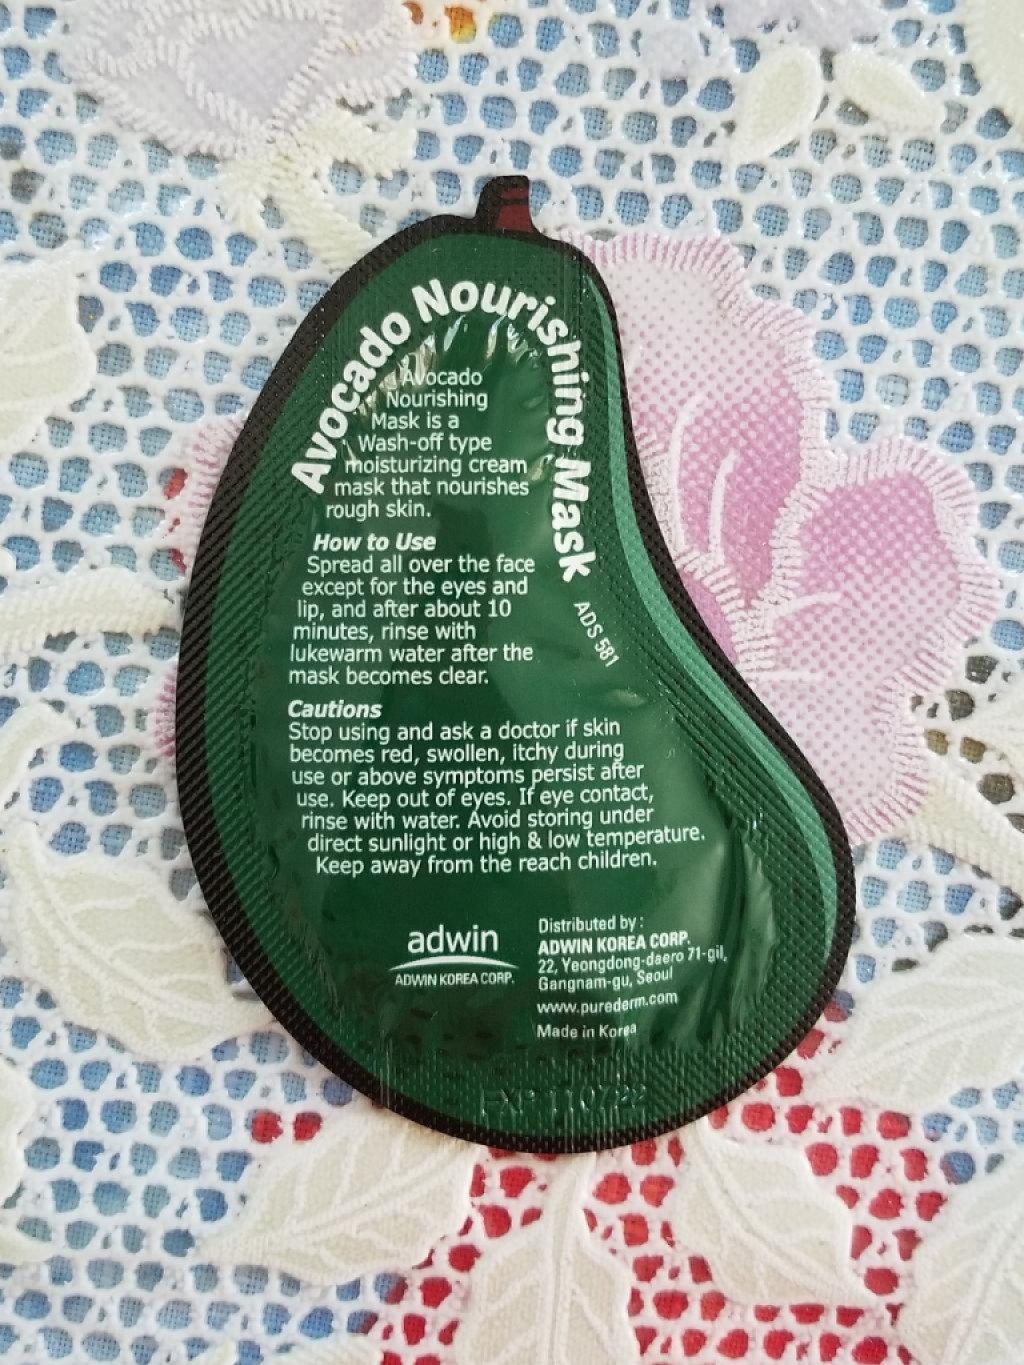 Avocado Nourishing Mask
Avocado
Nourishing
Mask is a
Wash-off type
moisturizing cream
mask that nourishes
rough skin.
How to Use
Spread all over the face
except for the eyes and
lip, and after about 10
minutes, rinse with
lukewarm water after the
mask becomes clear.
ADS 581
Cautions
Stop using and ask a doctor if skin
becomes red, swollen, itchy during
use or above symptoms persist after
use. Keep out of eyes. If eye contact,
rinse with water. Avoid storing under
direct sunlight or high & low temperature.
Keep away from the reach children.
adwin
ADWIN KOREA CORP.
Distributed by :
ADWIN KOREA CORP.
22, Yeongdong-daero 71-gil,
Gangnam-gu, Seoul
www.purederm.com
Made in Korea
EXP 110722